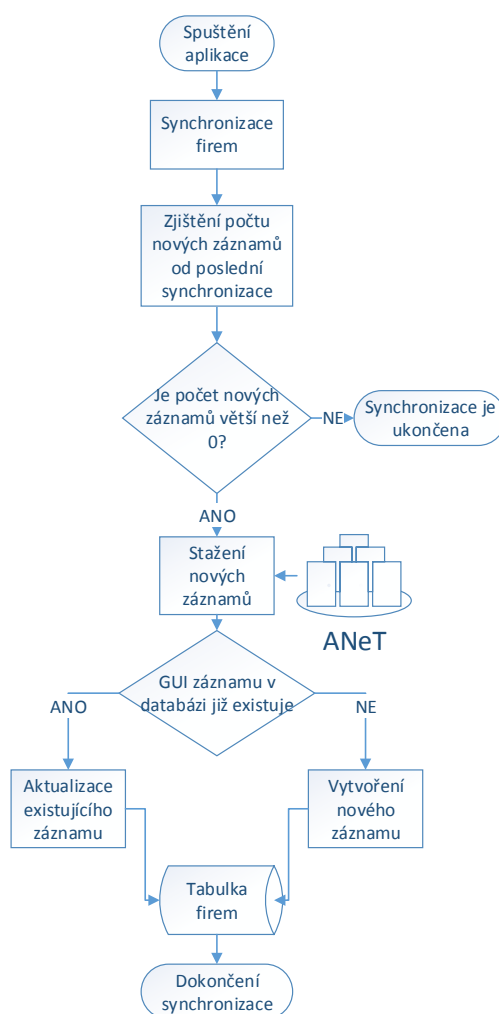 Spuštění
aplikace
Synchronizace
firem
Zjištění počtu
nových záznamů
od poslední
synchronizace
Je počet nových
záznamů větší než
0?
NE
Synchronizace je
ukončena
ANO
Stažení
nových
záznamů
ANeT
GUI záznamu v
databázi již existuje
ANO
NE
Aktualizace
existujícího
záznamu
Vytvoření
nového
záznamu
Tabulka
firem
Dokončení
synchronizace